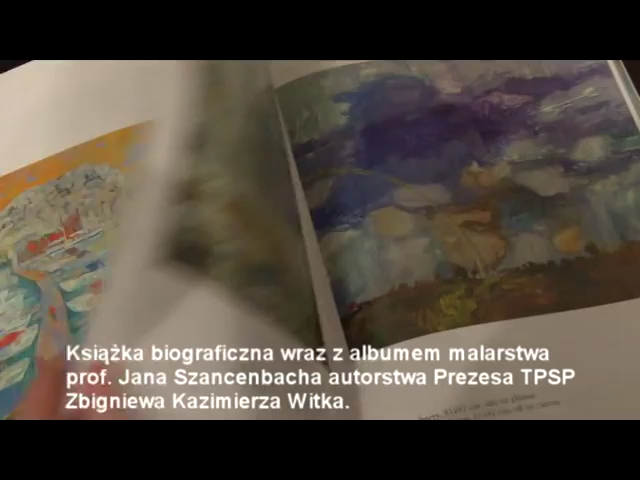 Książka biograficzna wraz z albumem malarstwa
prof. Jana Szancenbacha autorstwa Prezesa TPSP
Zbigniewa Kazimierza Witka.